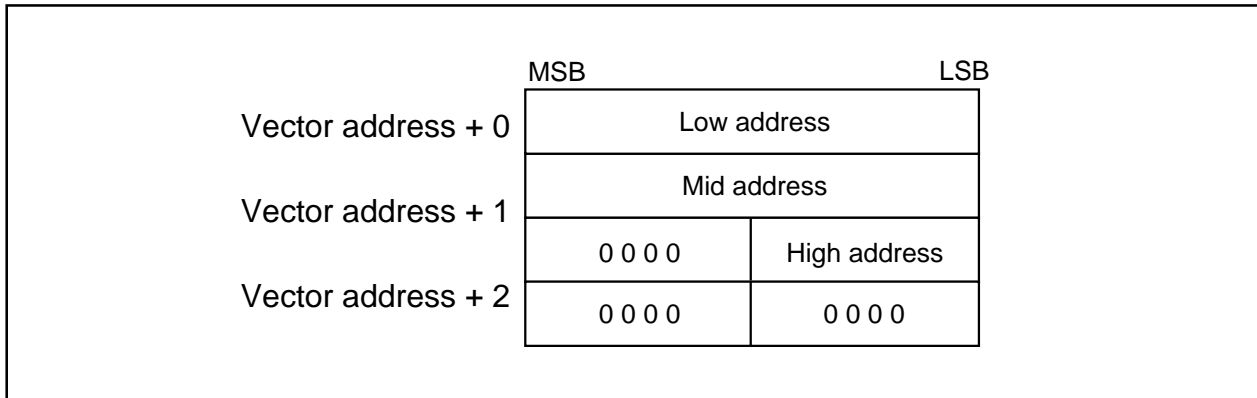 MSB LSB
Vector address + 0 Low address
Mid address
Vector address + 1
0 0 0 0 High address
Vector address + 2
0 0 0 0 0 0 0 0